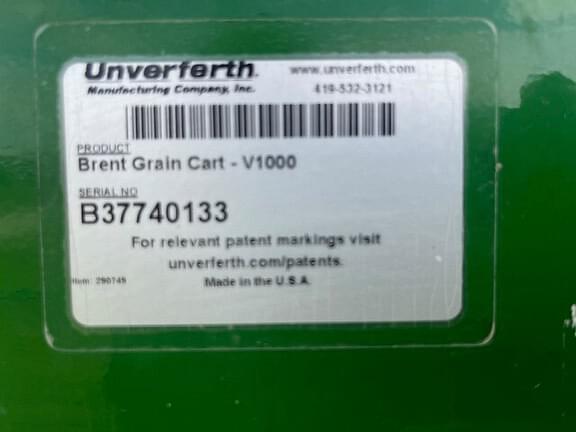 Unverferth. www.unverferth.com
Manufacturing Company, Inc. 419-532-3121
PRODUCT
Brent Grain Cart - V1000
SERIAL NO
B37740133
For relevant patent markings visit
unverferth.com/patents.
Item: 290749 Made in the U.S.A.